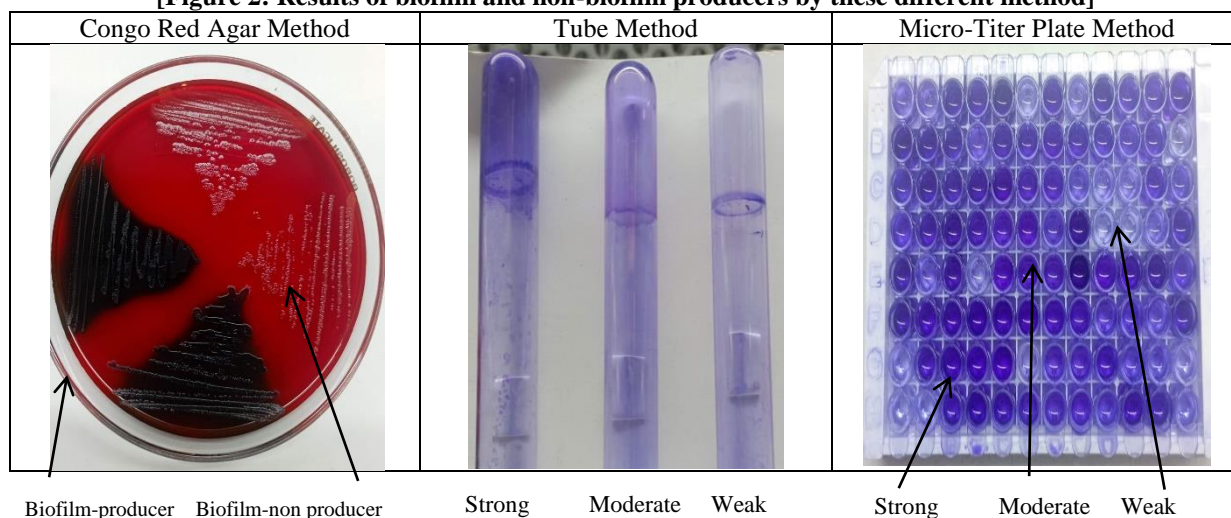 [Figure 2: Results of biofilm and non-biofilm producers by these different method]
Congo Red Agar Method
Tube Method
Micro-Titer Plate Method
B
C
D
E
F
G
H
Biofilm-producer
Biofilm-non producer
Strong
Moderate
Weak
Strong
Moderate
Weak